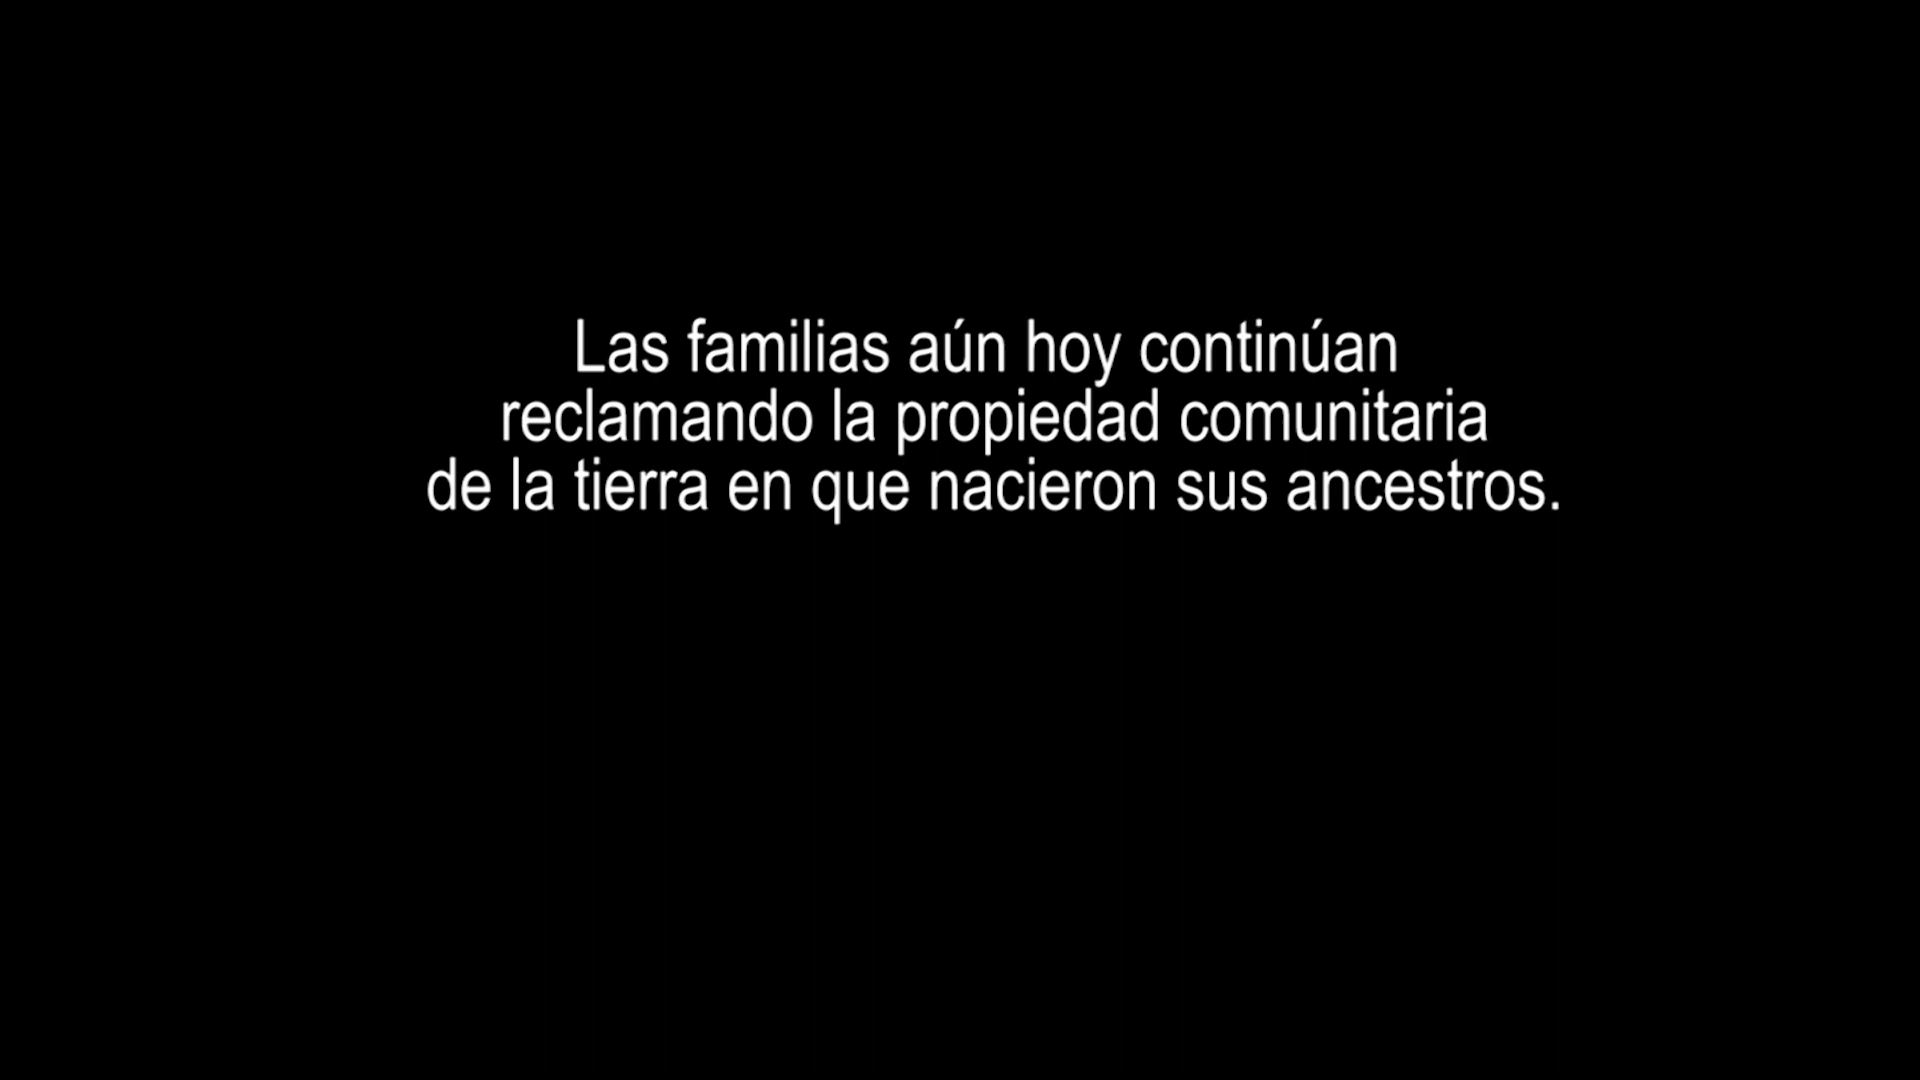 Las familias aún hoy continúan
reclamando la propiedad comunitaria
de la tierra en que nacieron sus ancestros.